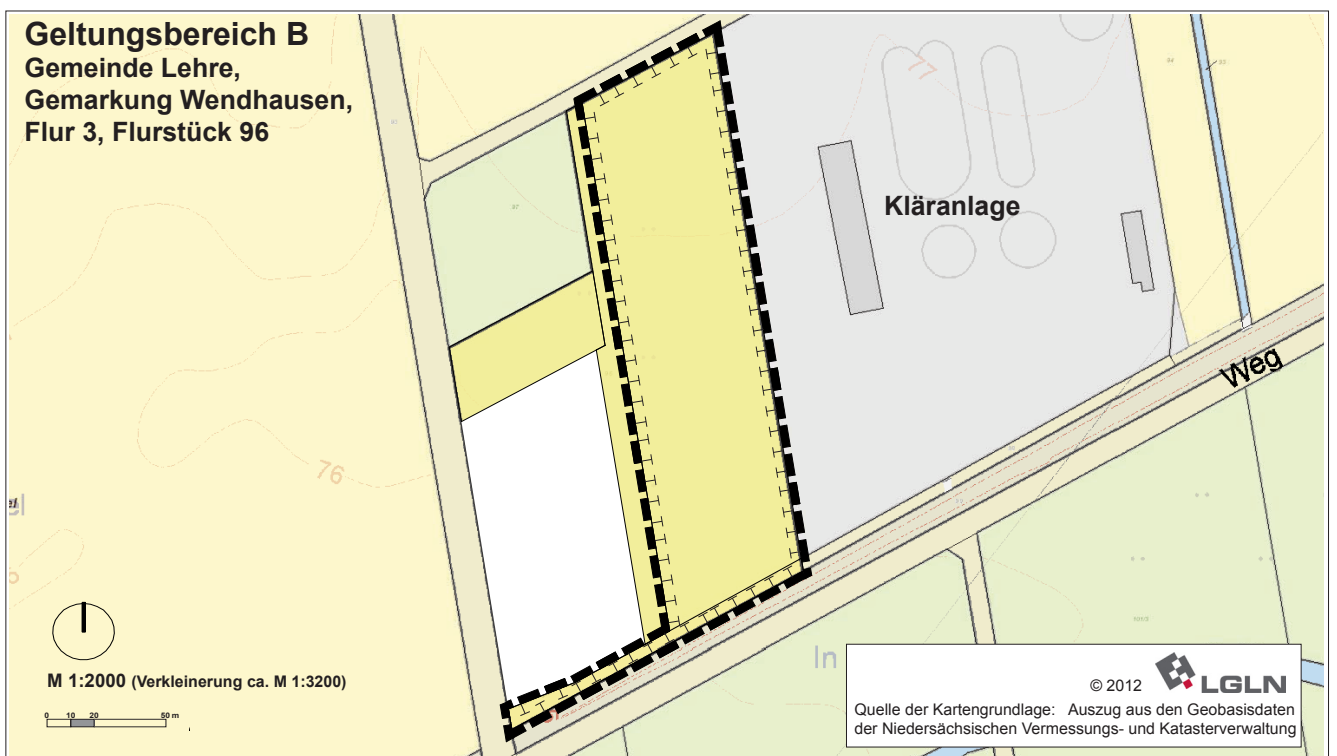 Geltungsbereich B
Gemeinde Lehre,
Gemarkung Wendhausen,
Flur 3, Flurstück 96
77
Kläranlage
Weg
76
In
M 1:2000 (Verkleinerung ca. M 1:3200)
0 10 20 50 m
© 2012 LGLN
Quelle der Kartengrundlage: Auszug aus den Geobasisdaten
der Niedersächsischen Vermessungs- und Katasterverwaltung